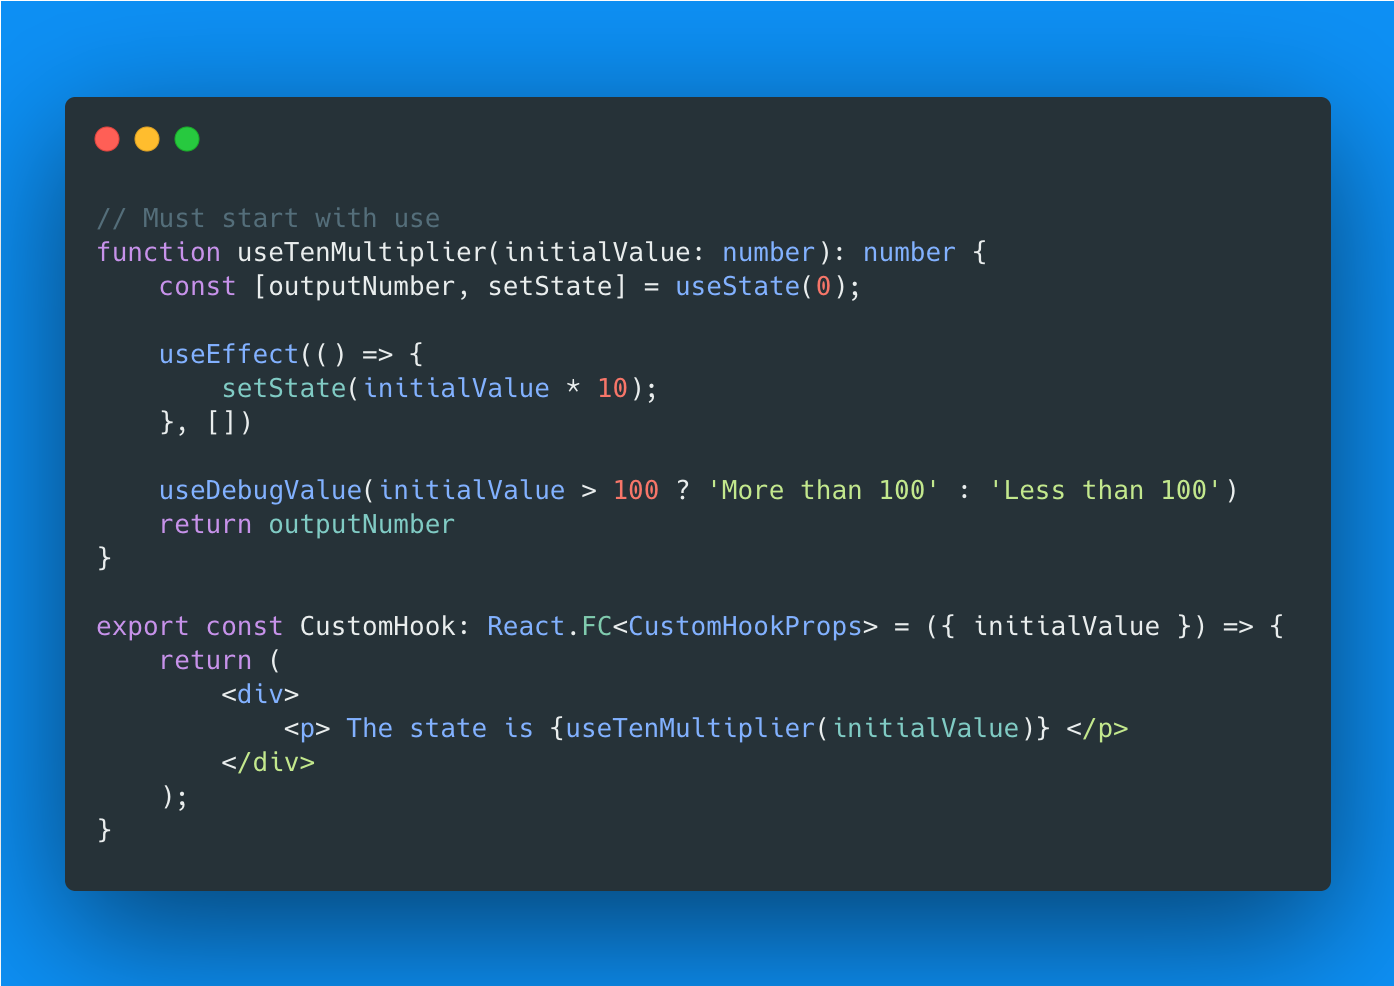 // Must start with use
function useTenMultiplier(initialValue: number): number {
    const [outputNumber, setState] = useState(0);

    useEffect(() => {
        setState(initialValue * 10);
    }, [])

    useDebugValue(initialValue > 100 ? 'More than 100' : 'Less than 100')
    return outputNumber
}

export const CustomHook: React.FC<CustomHookProps> = ({ initialValue }) => {
    return (
        <div>
            <p> The state is {useTenMultiplier(initialValue)} </p>
        </div>
    );
}